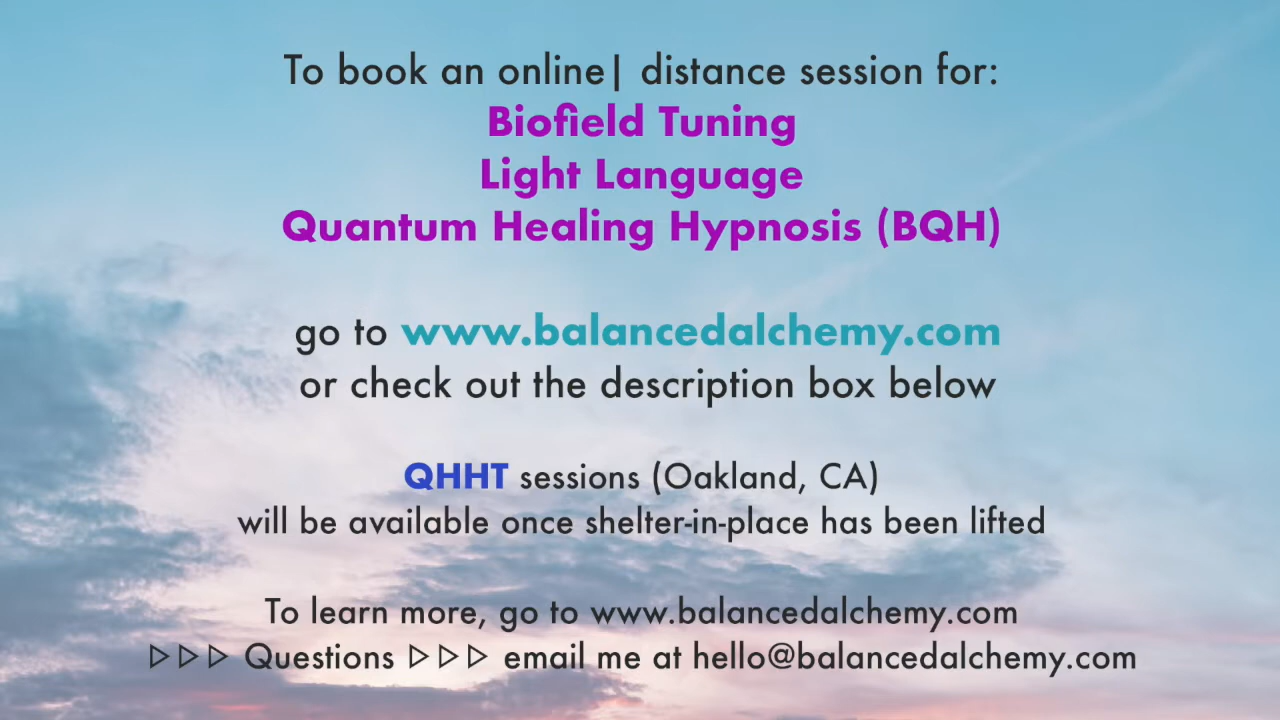 To book an online| distance session for:
Biofield Tuning
Light Language
Quantum Healing Hypnosis (BQH)
go to www.balancedalchemy.com
or check out the description box below
QHHT sessions (Oakland, CA)
will be available once shelter-in-place has been lifted
To learn more, go to www.balancedalchemy.com
▷▷▷ Questions ▷▷▷ email me at hello@balancedalchemy.com